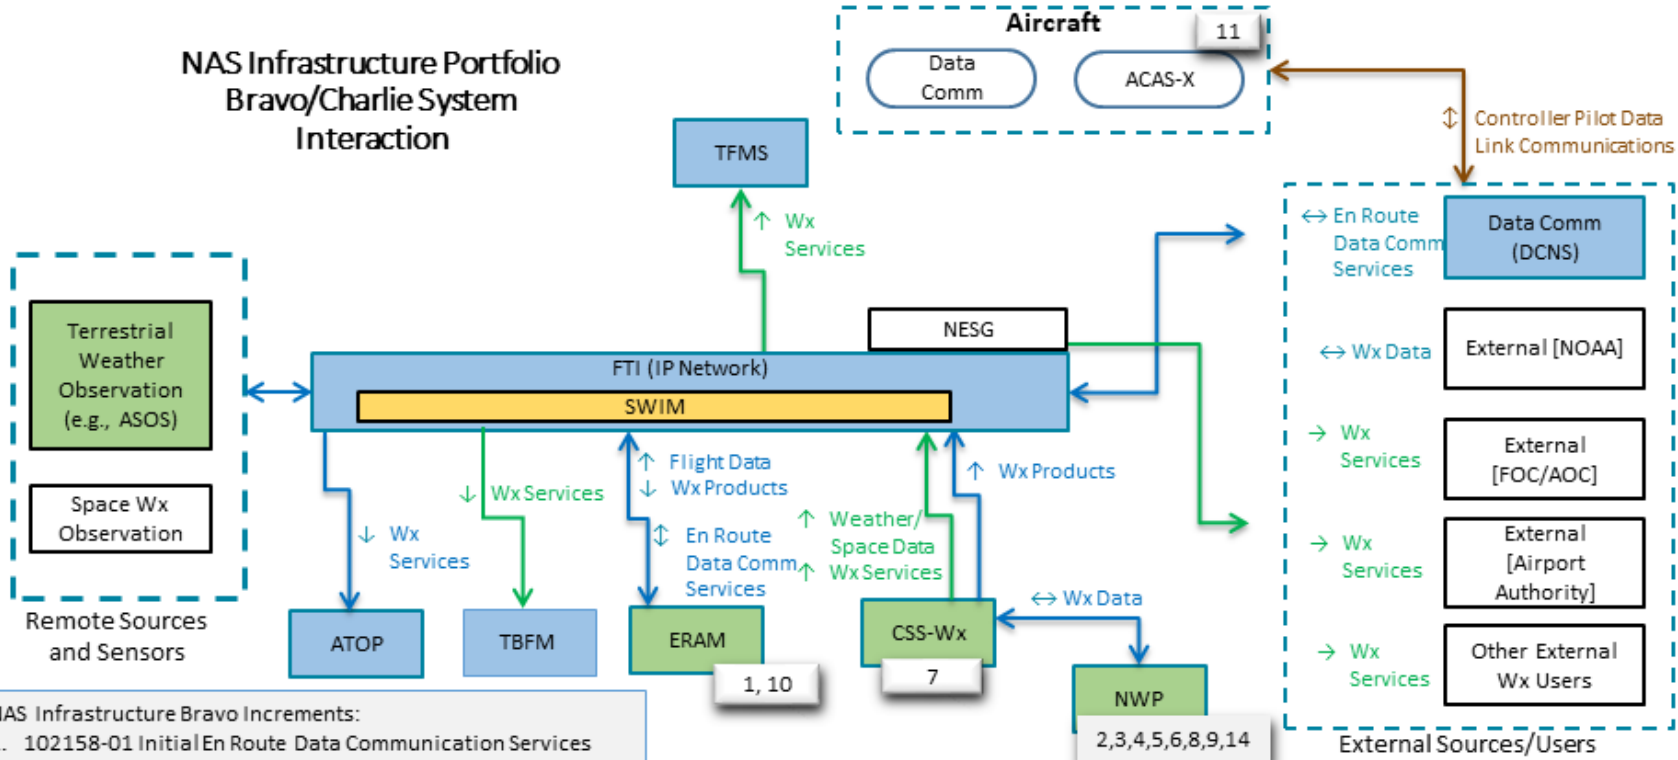 NAS Infrastructure Portfolio
Bravo/Charlie System
Interaction
Aircraft
11
Data
Comm
ACAS-X
↕ Controller Pilot Data
Link Communications
TFMS
↑ Wx
Services
↔ En Route
Data Comm
Services
Data Comm
(DCNS)
Terrestrial
Weather
Observation
(e.g., ASOS)
Space Wx
Observation
Remote Sources
and Sensors
NESG
FTI (IP Network)
SWIM
↔ Wx Data
External [NOAA]
→ Wx
Services
External
[FOC/AOC]
→ Wx
Services
External
[Airport
Authority]
→ Wx
Services
Other External
Wx Users
External Sources/Users
↓ Wx
Services
↓ Wx Services
↑ Flight Data
↓ Wx Products
↕ En Route
Data Comm
Services
↑ Weather/
Space Data
↑ Wx Services
↑ Wx Products
↔ Wx Data
ATOP
TBFM
ERAM
1, 10
CSS-Wx
7
NWP
2,3,4,5,6,8,9,14
NAS Infrastructure Bravo Increments:
102158-01 Initial En Route Data Communication Services